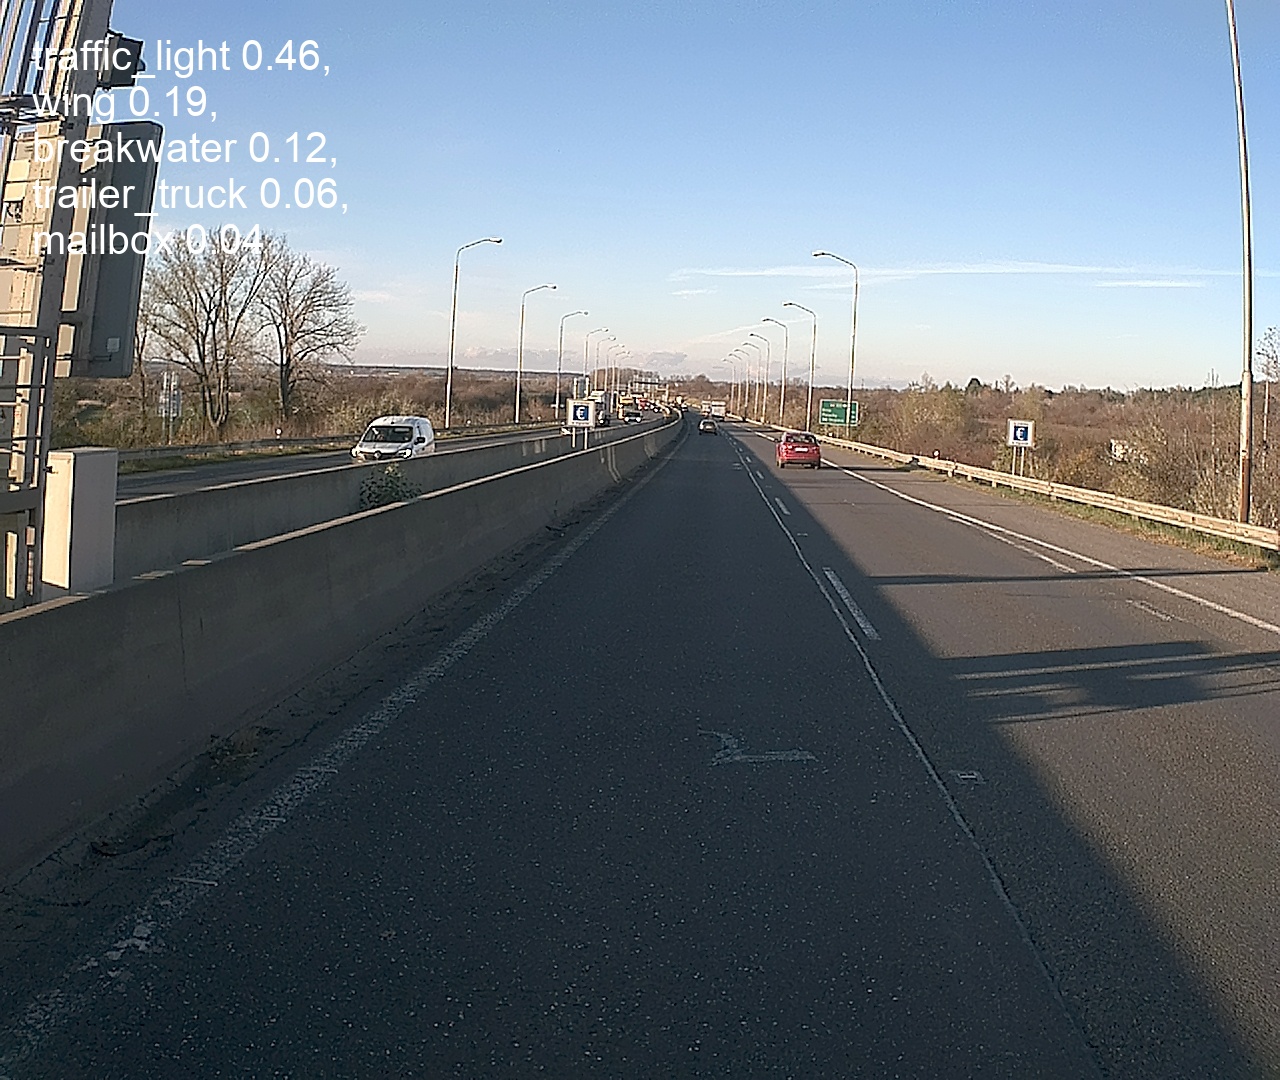 traffic_light 0.46,
wing 0.19,
breakwater 0.12,
trailer_truck 0.06,
mailbox 0.04